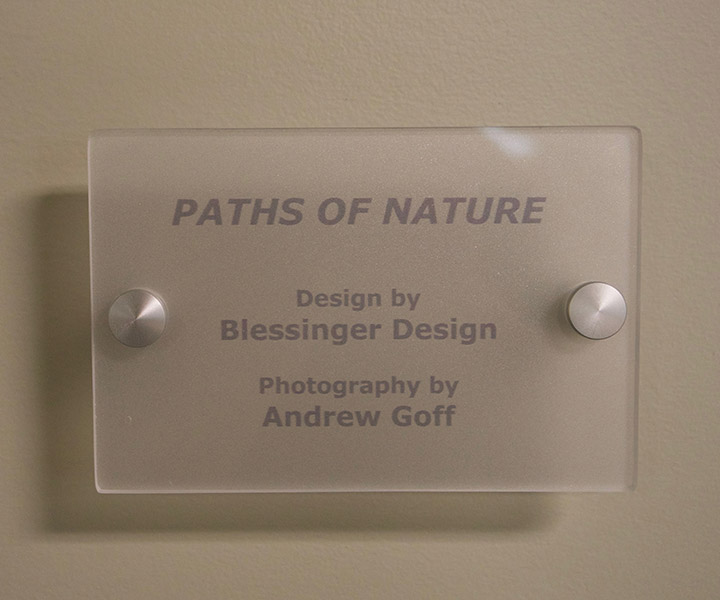 PATHS OF NATURE
Design by
Blessinger Design
Photography by
Andrew Goff